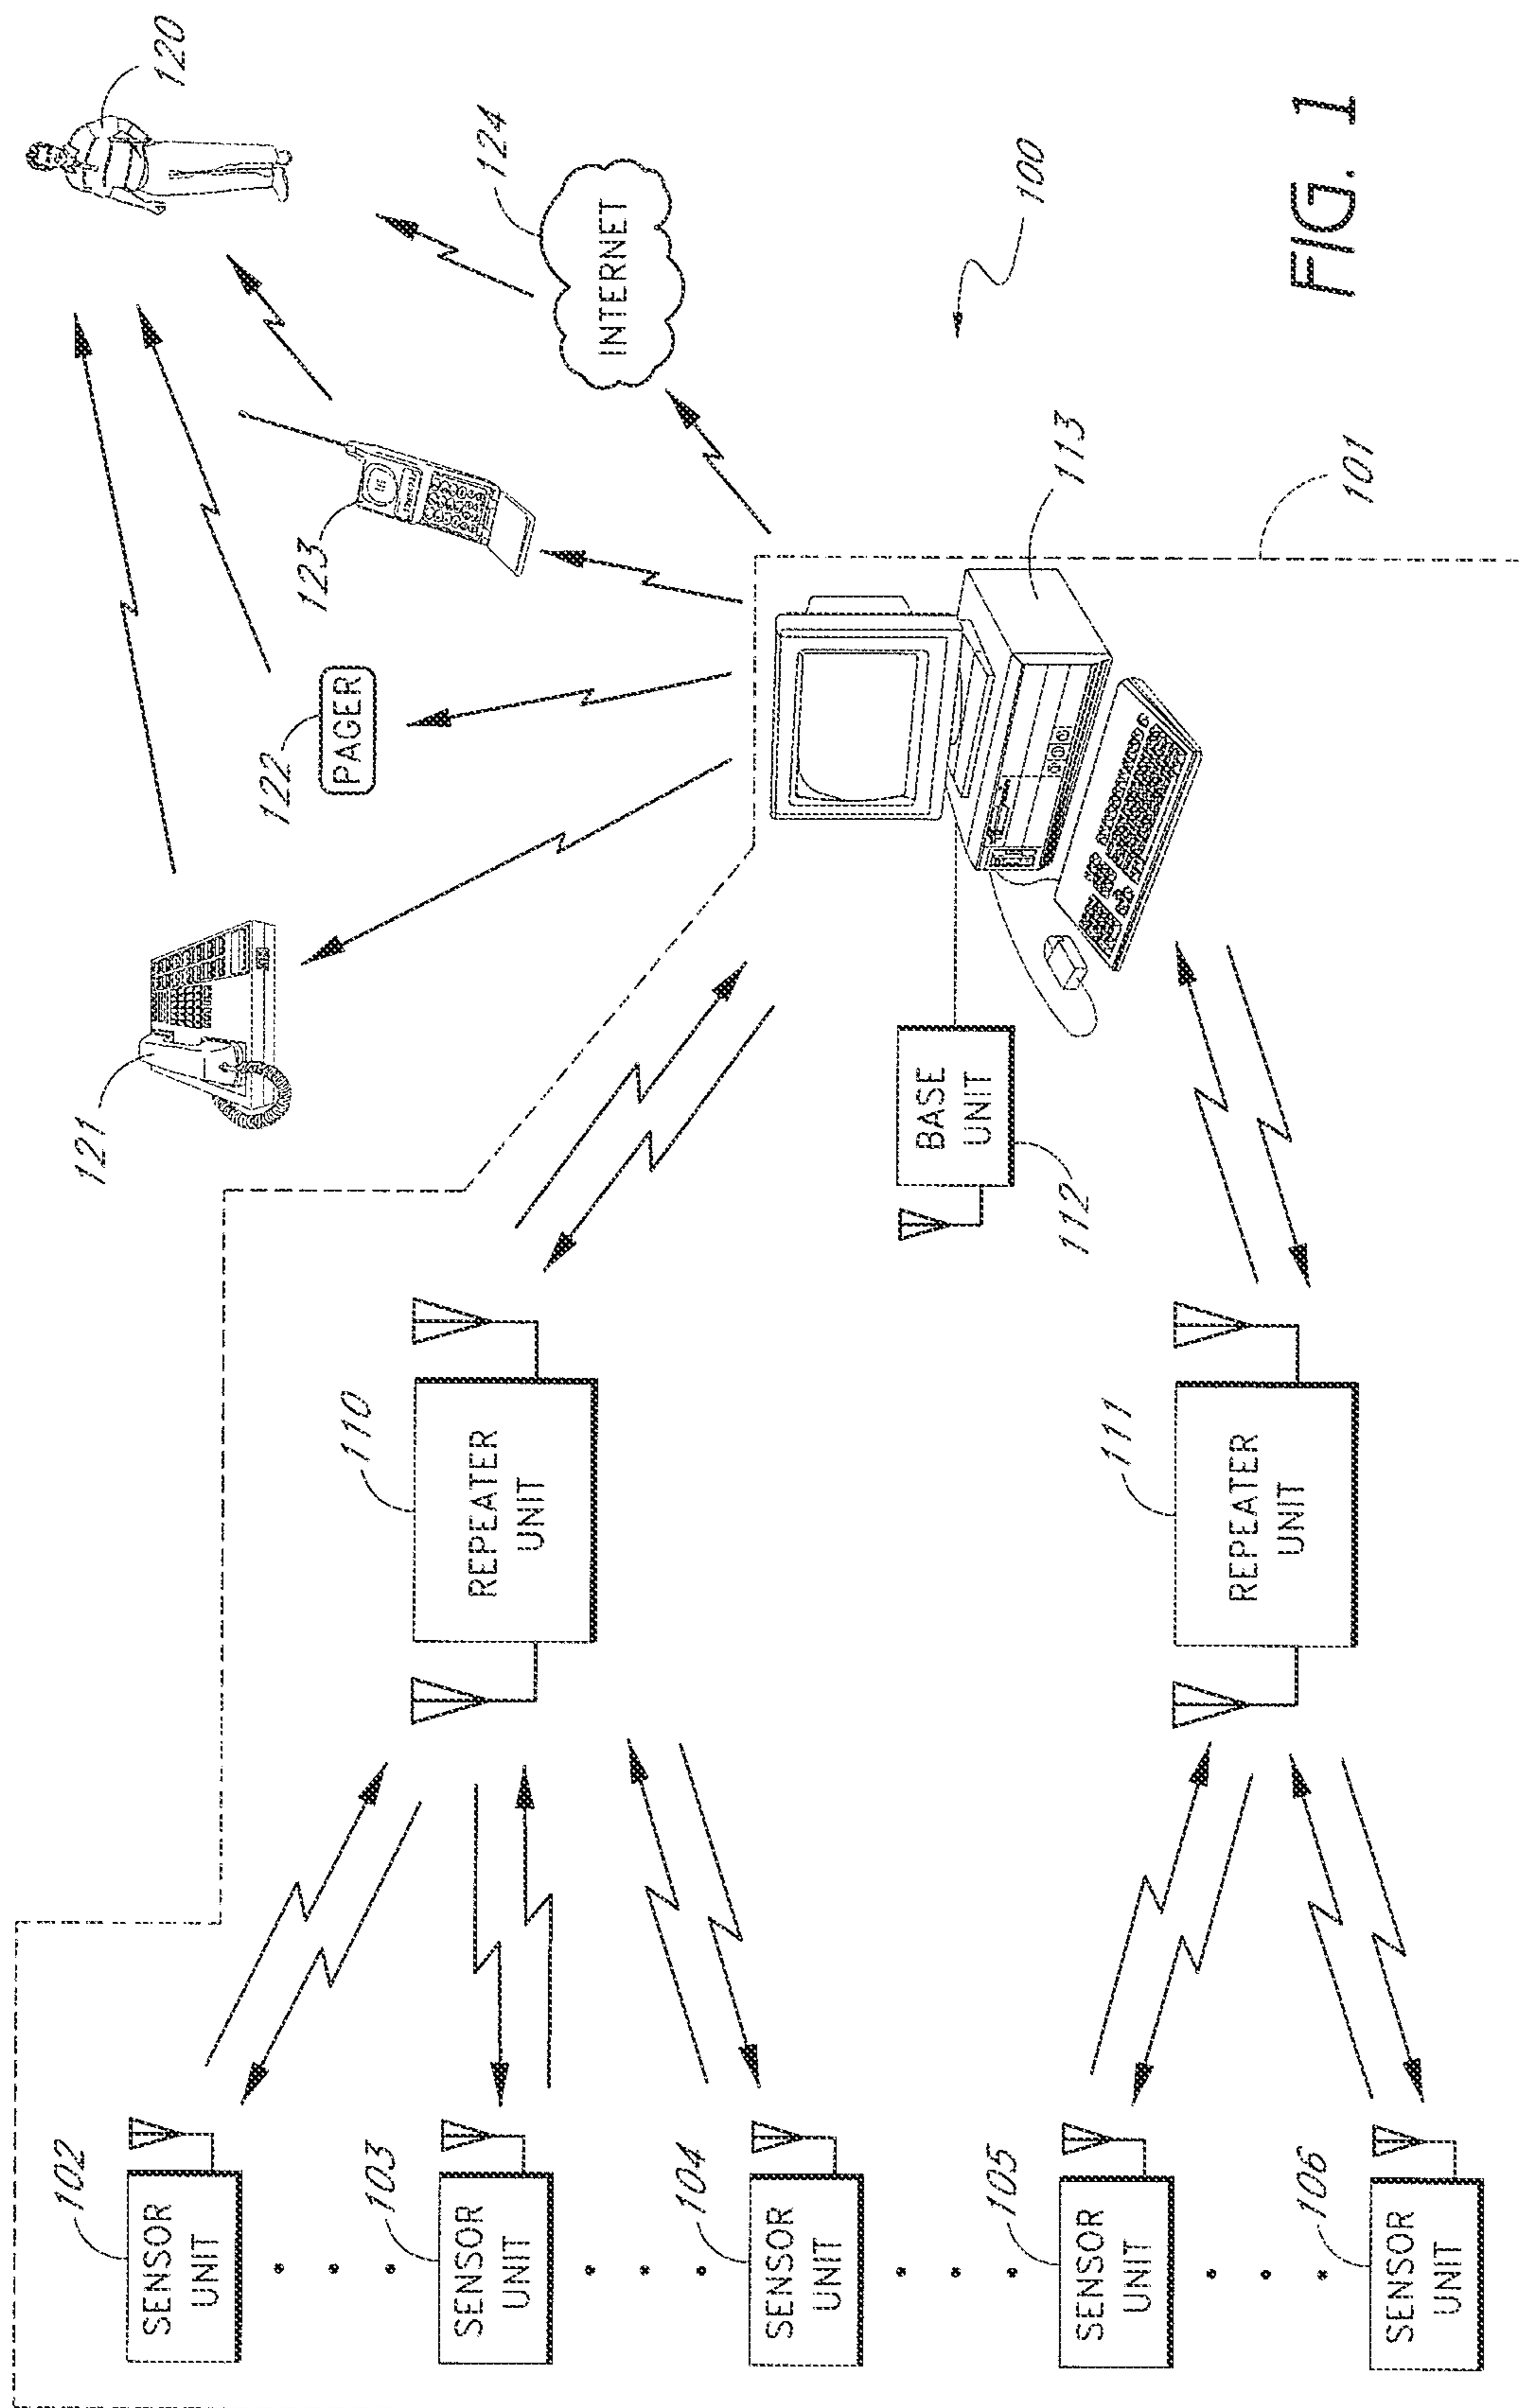 120
124
INTERNET
100
FIG. 1
123
122
PAGER
121
113
101
BASE
UNIT
112
110
REPEATER
UNIT
111
REPEATER
UNIT
102
SENSOR
UNIT
103
SENSOR
UNIT
104
SENSOR
UNIT
105
SENSOR
UNIT
106
SENSOR
UNIT